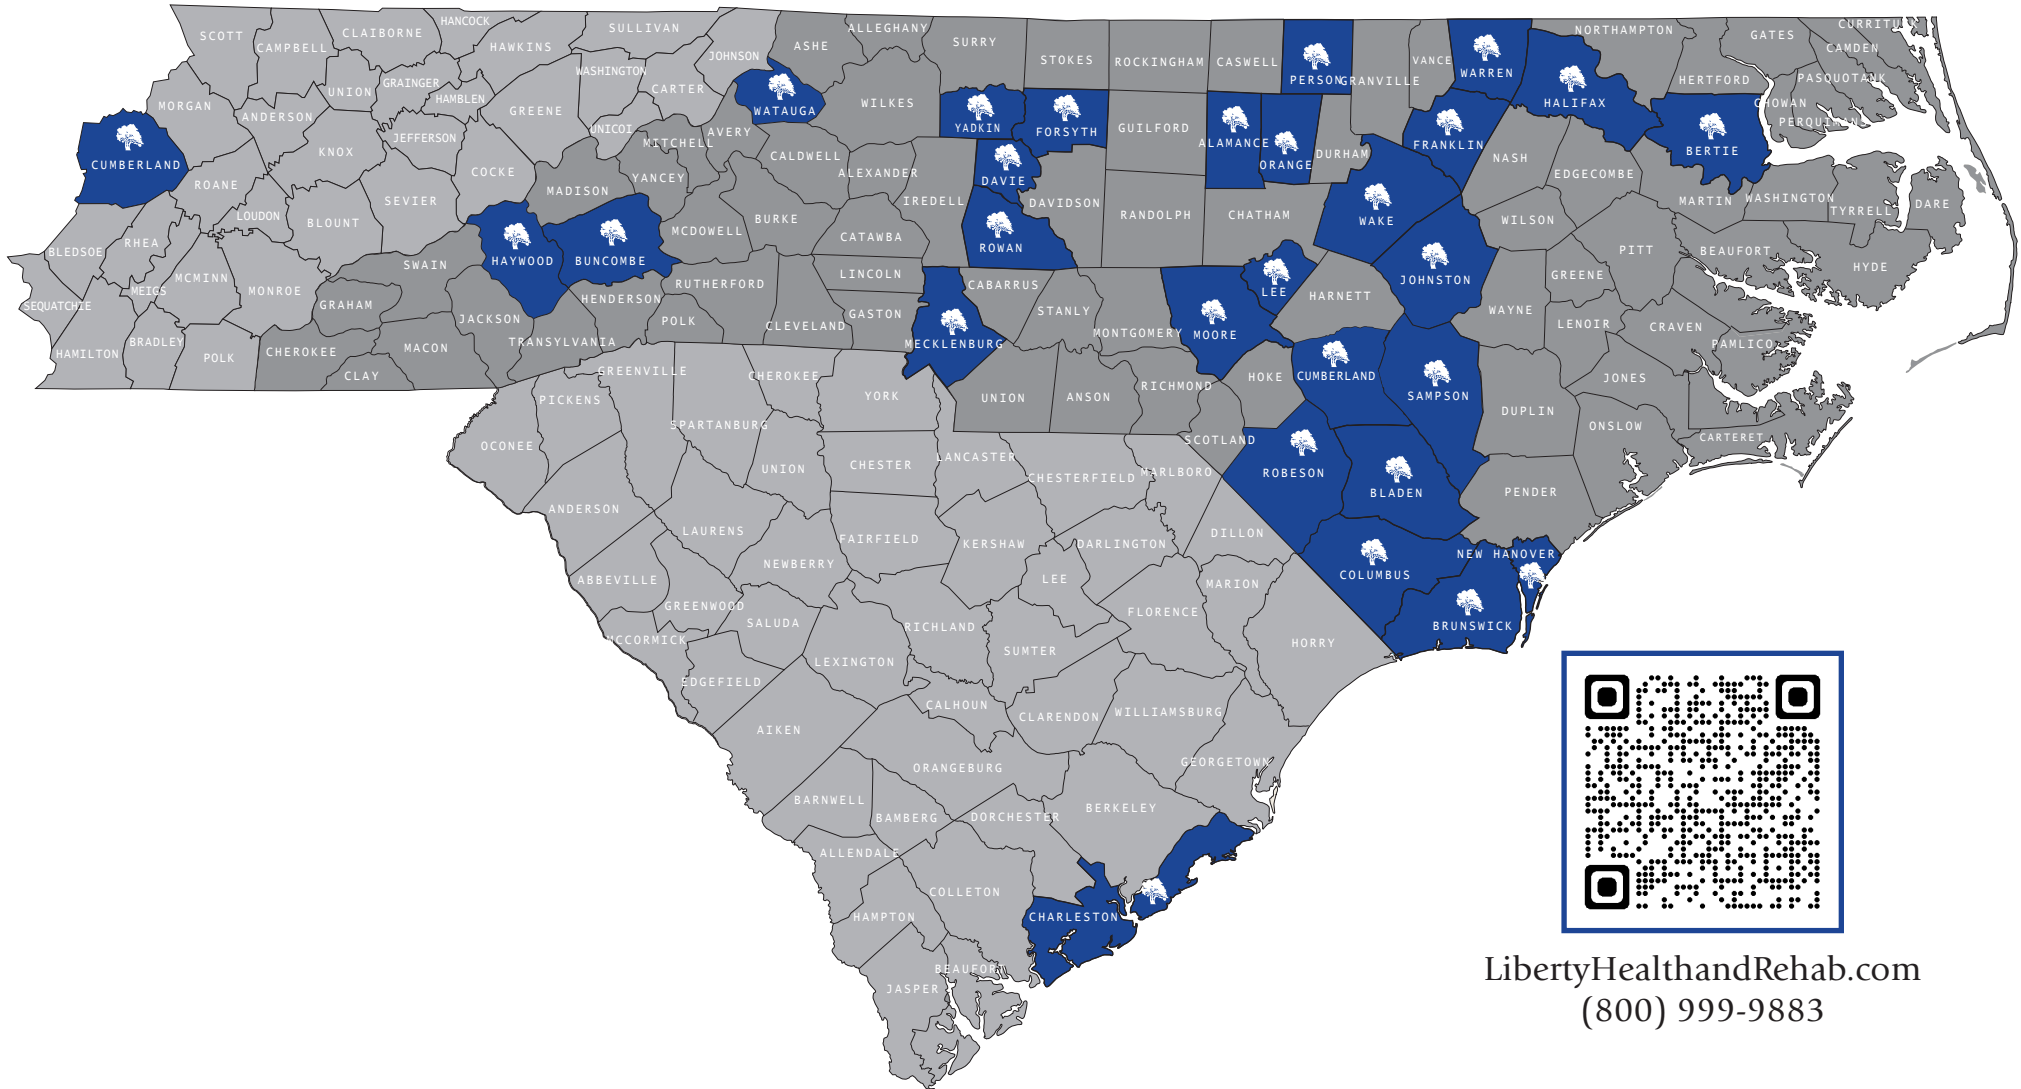 SCOTT
CAMPBELL
CLAIBORNE
HANCOCK
HAWKINS
SULLIVAN
JOHNSON
ASHE
ALLEGHANY
SURRY
STOKES
ROCKINGHAM
CASWELL
PERSON
GRANVILLE
VANCE
WARREN
NORTHAMPTON
GATES
CURRITUCK
CAMDEN
MORGAN
ANDERSON
UNION
GRAINGER
HAMBLEN
GREENE
WASHINGTON
CARTER
WATAUGA
WILKES
YADKIN
FORSYTH
GUILFORD
ALAMANCE
ORANGE
DURHAM
FRANKLIN
HALIFAX
HERTFORD
BERTIE
CHOWAN
PASQUOTANK
PERQUIMANS
CUMBERLAND
ROANE
KNOX
JEFFERSON
COCKE
UNICOI
MITCHELL
AVERY
CALDWELL
ALEXANDER
IREDELL
DAVIE
DAVIDSON
RANDOLPH
CHATHAM
WAKE
NASH
EDGECOMBE
MARTIN
WASHINGTON
TYRRELL
DARE
LOUDON
BLOUNT
SEVIER
MADISON
YANCEY
MCDOWELL
BURKE
CATAWBA
ROWAN
JOHNSTON
WILSON
PITT
BEAUFORT
HYDE
BLEDSOE
RHEA
MEIGS
MCMINN
MONROE
SWAIN
HAYWOOD
BUNCOMBE
RUTHERFORD
LINCOLN
CABARRUS
STANLY
MONTGOMERY
MOORE
LEE
HARNETT
WAYNE
GREENE
SEQUATCHIE
GRAHAM
JACKSON
HENDERSON
POLK
CLEVELAND
GASTON
MECKLENBURG
LENOIR
CRAVEN
PAMLICO
HAMILTON
BRADLEY
POLK
CHEROKEE
CLAY
MACON
TRANSYLVANIA
UNION
ANSON
RICHMOND
HOKE
CUMBERLAND
SAMPSON
DUPLIN
JONES
ONSLOW
CARTERET
SCOTLAND
ROBESON
BLADEN
PENDER
COLUMBUS
NEW HANOVER
BRUNSWICK
OCONEE
PICKENS
GREENVILLE
SPARTANBURG
CHEROKEE
YORK
UNION
CHESTER
LANCASTER
CHESTERFIELD
MARLBORO
ANDERSON
LAURENS
NEWBERRY
FAIRFIELD
KERSHAW
DARLINGTON
DILLON
LEE
MARION
FLORENCE
HORRY
ABBEVILLE
GREENWOOD
SALUDA
MCCORMICK
EDGEFIELD
LEXINGTON
RICHLAND
SUMTER
AIKEN
CALHOUN
CLARENDON
WILLIAMSBURG
ORANGEBURG
GEORGETOWN
BARNWELL
BAMBERG
DORCHESTER
BERKELEY
ALLENDALE
COLLETON
CHARLESTON
HAMPTON
BEAUFORT
JASPER
LibertyHealthandRehab.com
(800) 999-9883